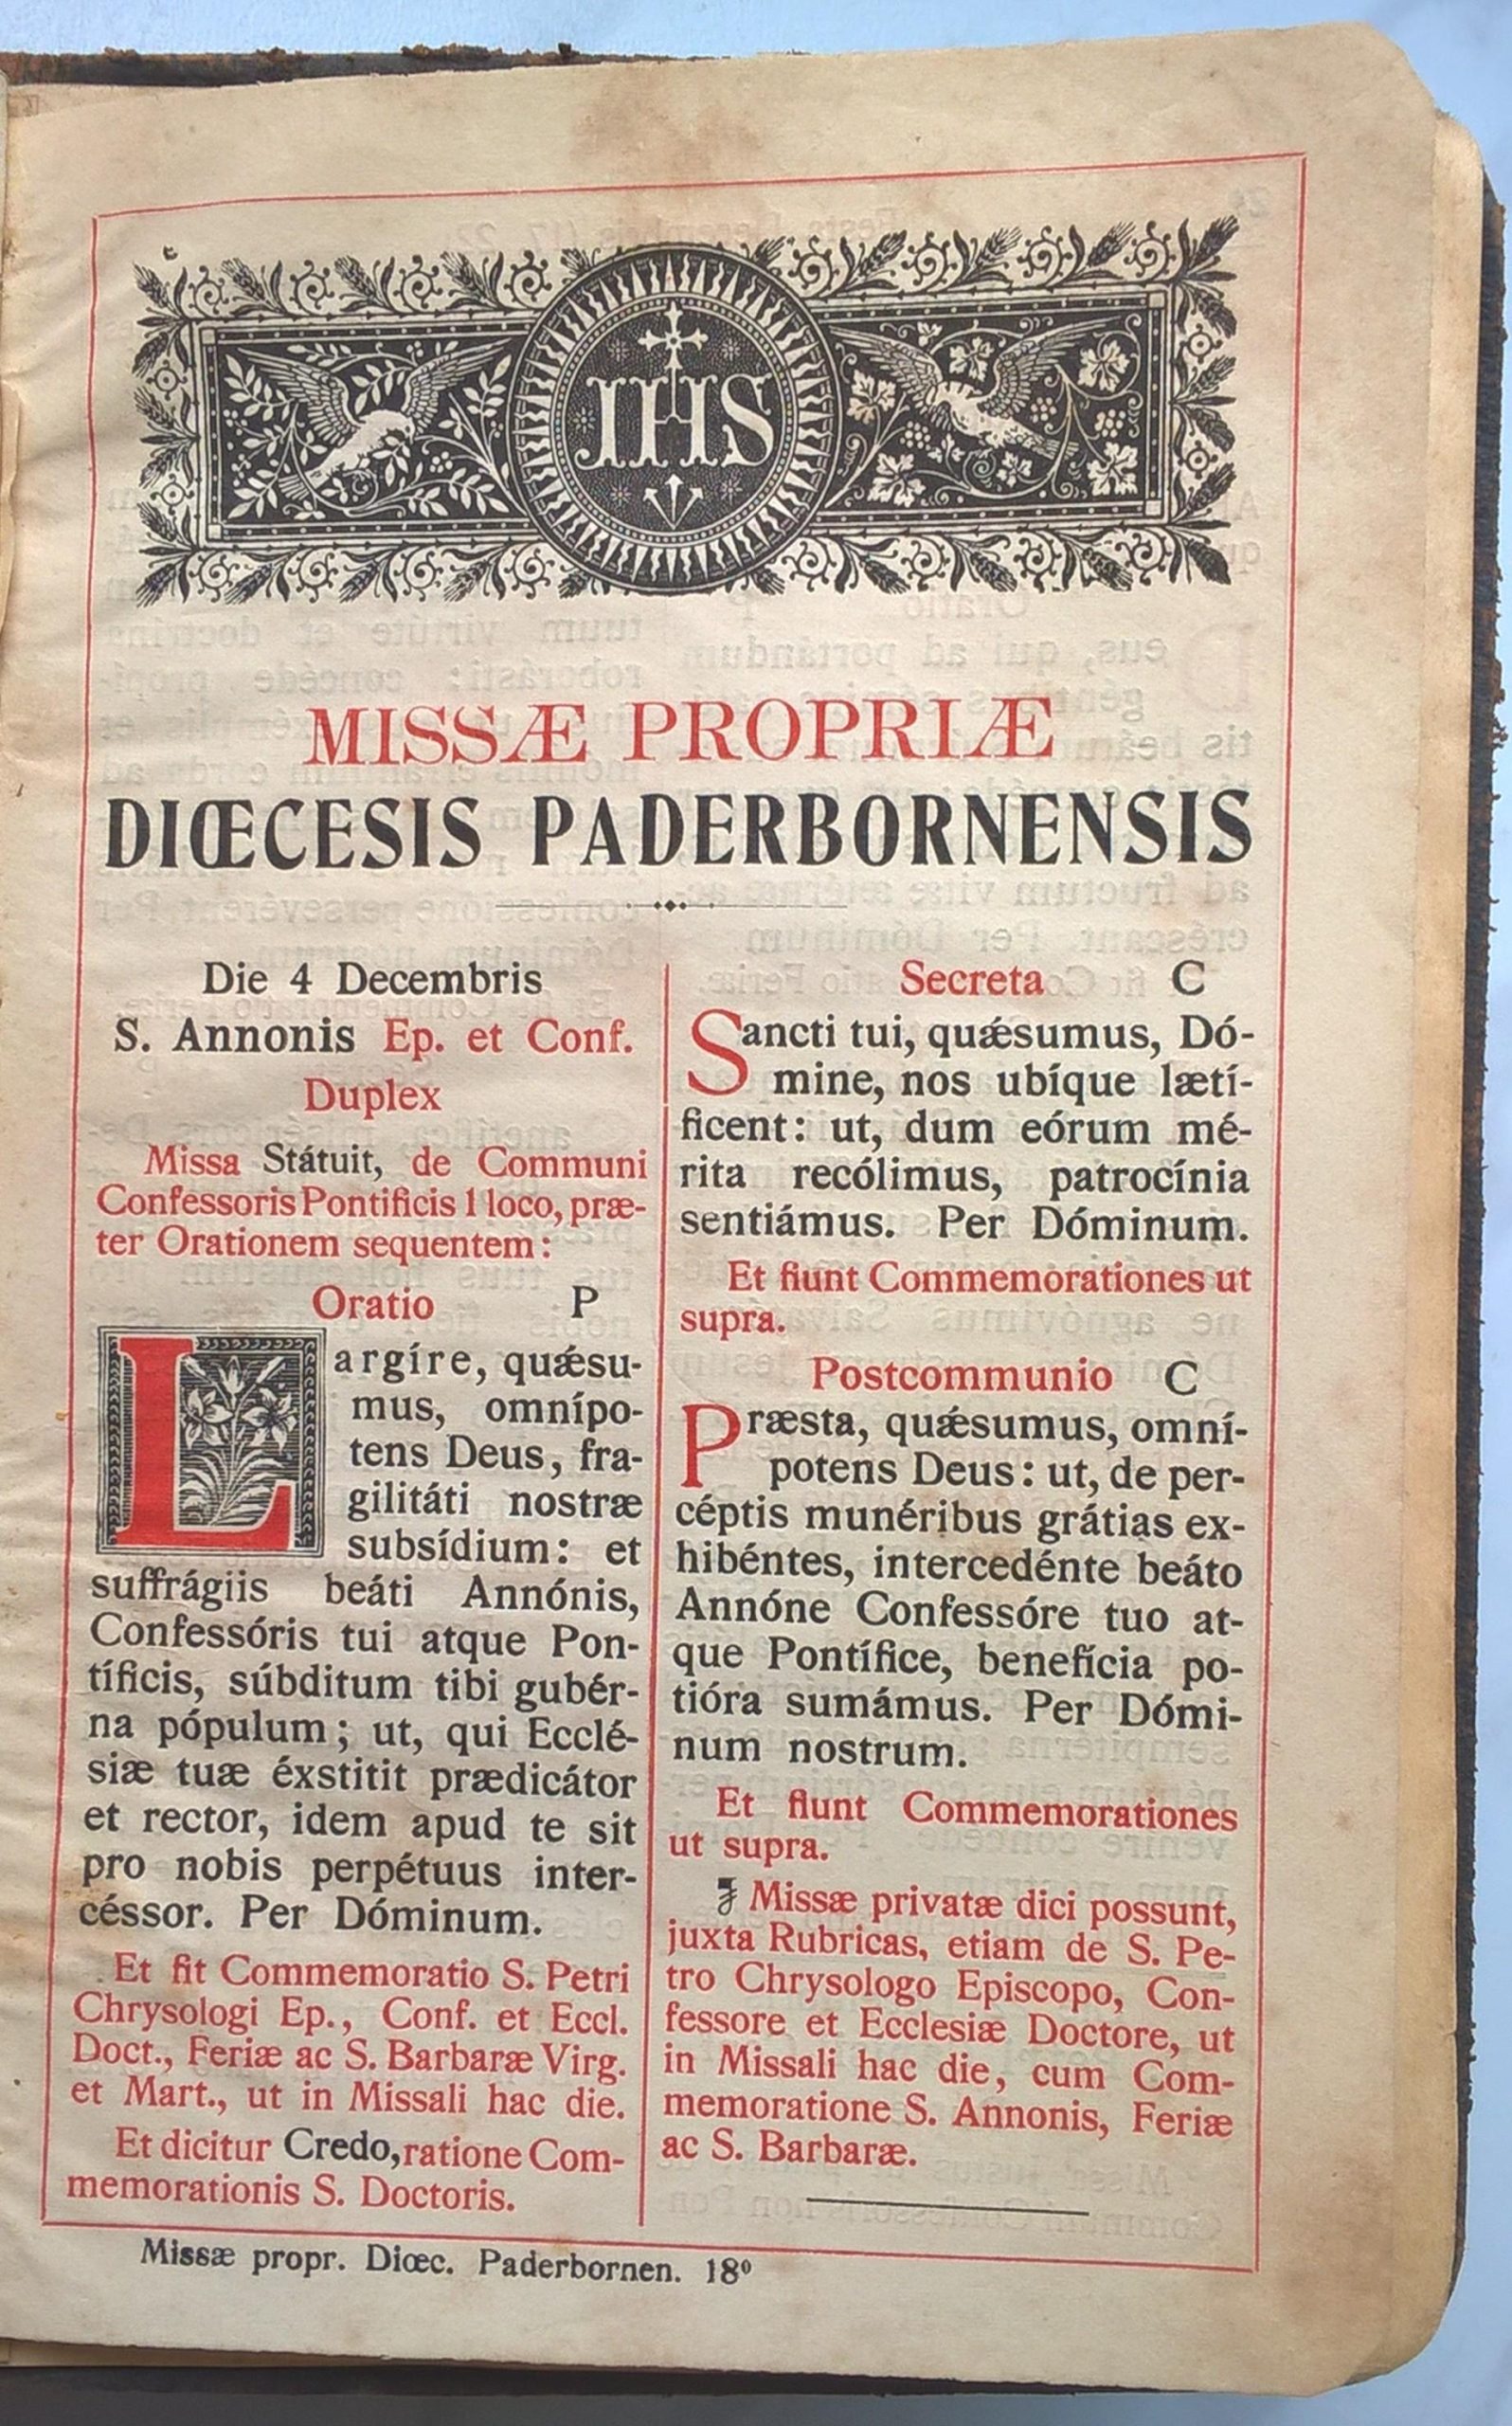 IHS
MISSÆ PROPRIÆ
DIŒCESIS PADERBORNENSIS
Die 4 Decembris
S. Annonis Ep. et Conf.
Duplex
Missa Státuit, de Communi
Confessoris Pontificis 1 loco, præ-
ter Orationem sequentem:
Oratio P
Largíre, quǽsu-
mus, omnípo-
tens Deus, fra-
gilitáti nostræ
subsídium: et
suffrágiis beáti Annónis,
Confessóris tui atque Pon-
tíficis, súbditum tibi gubér-
na pópulum; ut, qui Ecclé-
siæ tuæ éxstitit prædicátor
et rector, idem apud te sit
pro nobis perpétuus inter-
céssor. Per Dóminum.
Et fit Commemoratio S. Petri
Chrysologi Ep., Conf. et Eccl.
Doct., Feriæ ac S. Barbaræ Virg.
et Mart., ut in Missali hac die.
Et dicitur Credo, ratione Com-
memorationis S. Doctoris.
Secreta C
Sancti tui, quǽsumus, Dó-
mine, nos ubíque lætí-
ficent: ut, dum eórum mé-
rita recólimus, patrocínia
sentiámus. Per Dóminum.
Et fiunt Commemorationes ut
supra.
Postcommunio C
Præsta, quǽsumus, omní-
potens Deus: ut, de per-
céptis munéribus grátias ex-
hibéntes, intercedénte beáto
Annóne Confessóre tuo at-
que Pontífice, benefícia po-
tióra sumámus. Per Dómi-
num nostrum.
Et fiunt Commemorationes
ut supra.
Missæ privatæ dici possunt,
juxta Rubricas, etiam de S. Pe-
tro Chrysologo Episcopo, Con-
fessore et Ecclesiæ Doctore, ut
in Missali hac die, cum Com-
memoratione S. Annonis, Feriæ
ac S. Barbaræ.
Missæ propr. Diœc. Paderbornen. 18⁰